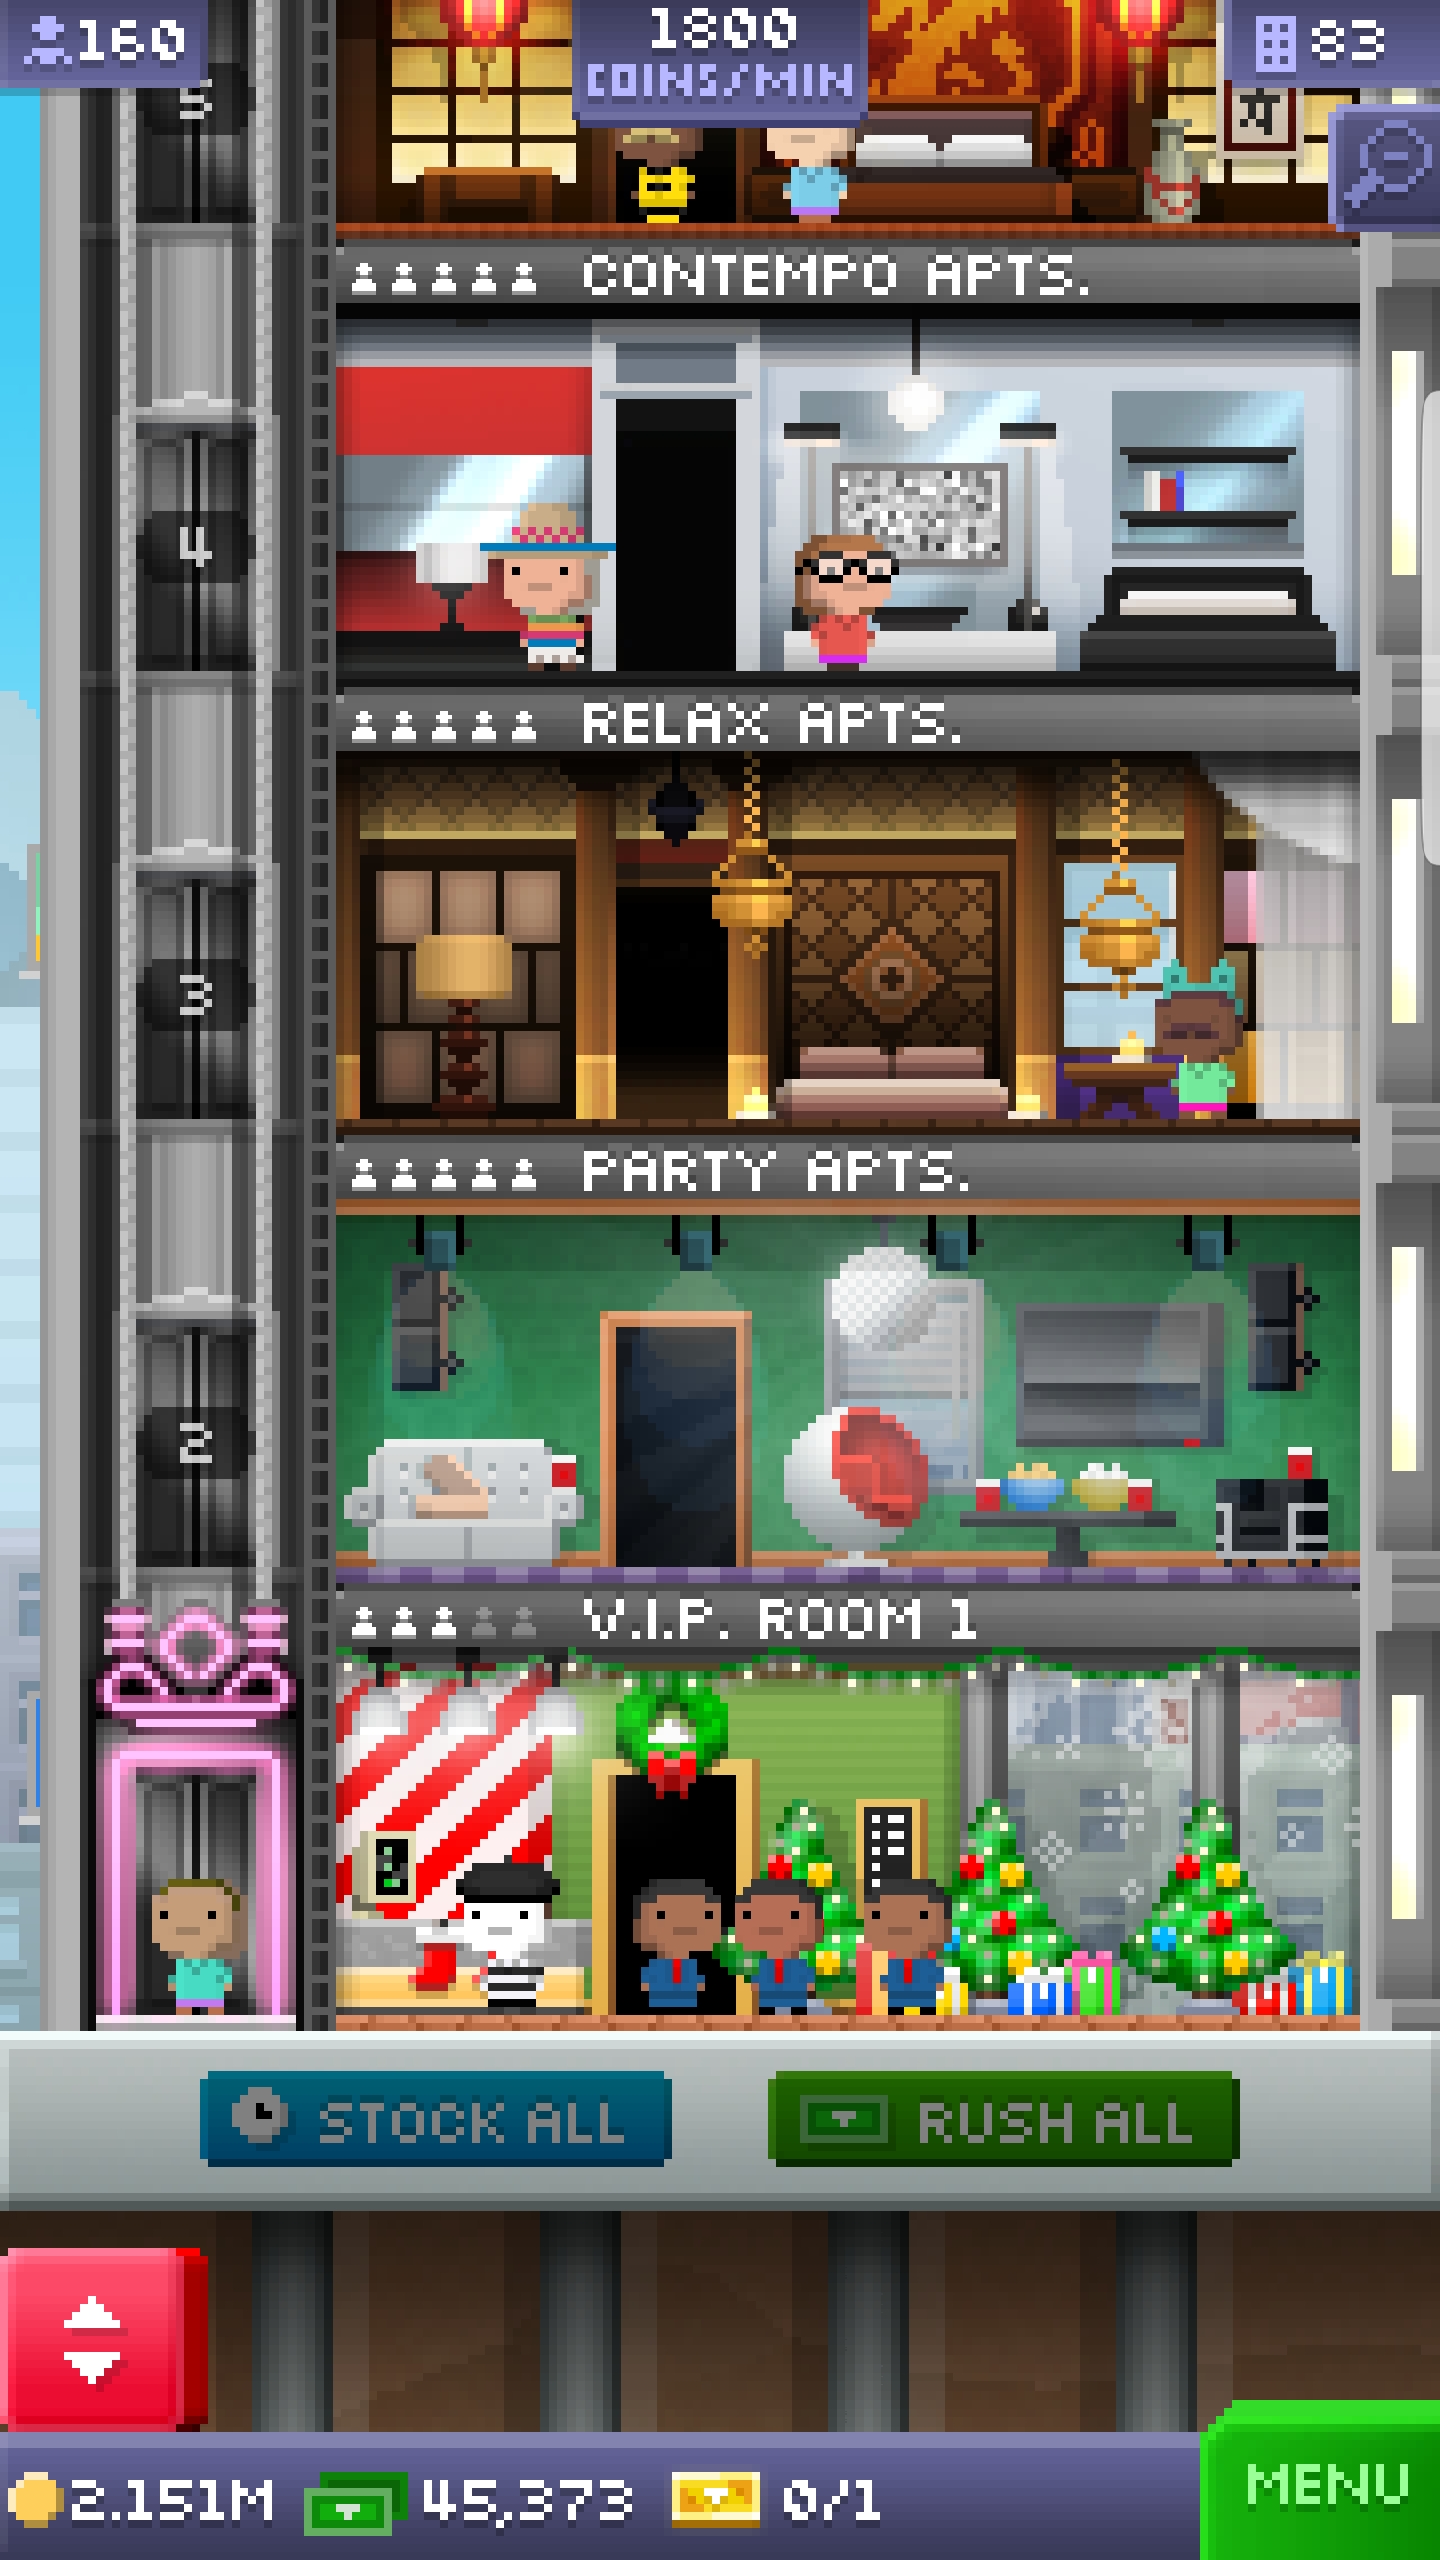 160
1800
COINS/MIN
83
5
CONTEMPO APTS.
4
RELAX APTS.
3
PARTY APTS.
2
V.I.P. ROOM 1
STOCK ALL
RUSH ALL
2.151M
45,373
0/1
MENU